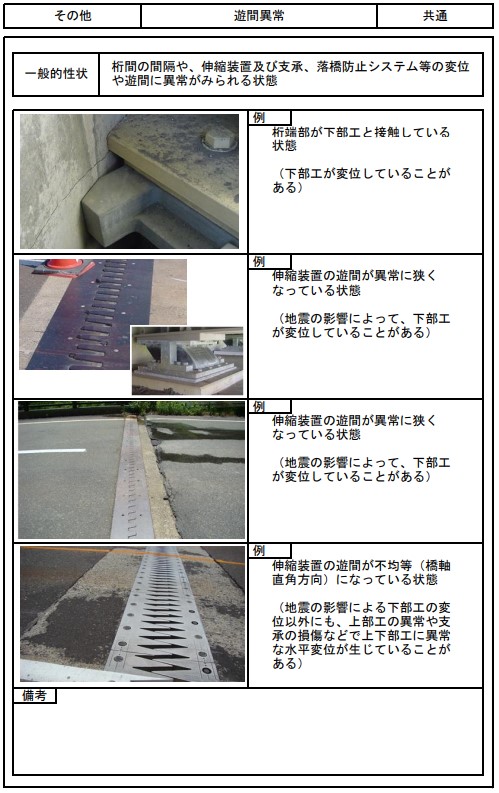 その他
遊間異常
共通
一般的性状
桁間の間隔や、伸縮装置及び支承、落橋防止システム等の変位
や遊間に異常がみられる状態
例
桁端部が下部工と接触している
状態
（下部工が変位していることが
ある）
例
伸縮装置の遊間が異常に狭く
なっている状態
（地震の影響によって、下部工
が変位していることがある）
例
伸縮装置の遊間が異常に狭く
なっている状態
（地震の影響によって、下部工
が変位していることがある）
例
伸縮装置の遊間が不均等（橋軸
直角方向）になっている状態
（地震の影響による下部工の変
位以外にも、上部工の異常や支
承の損傷などで上下部工に異常
な水平変位が生じていることが
ある）
備考